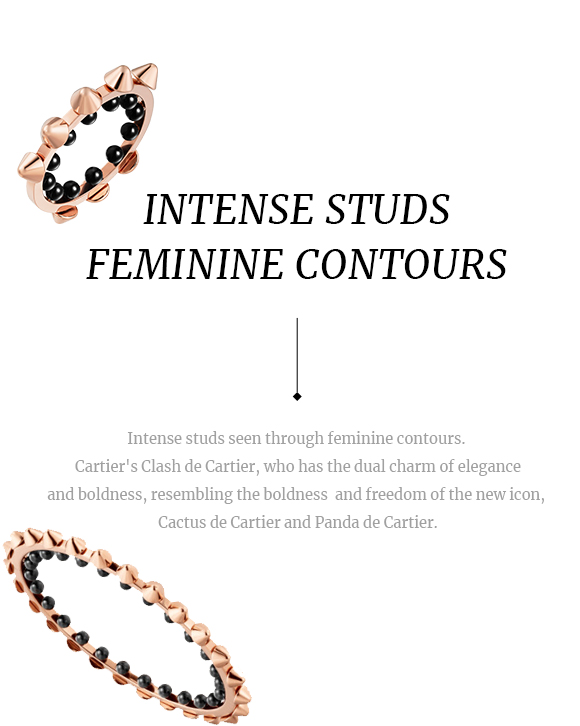 INTENSE STUDS
FEMININE CONTOURS
Intense studs seen through feminine contours.
Cartier's Clash de Cartier, who has the dual charm of elegance
and boldness, resembling the boldness and freedom of the new icon,
Cactus de Cartier and Panda de Cartier.